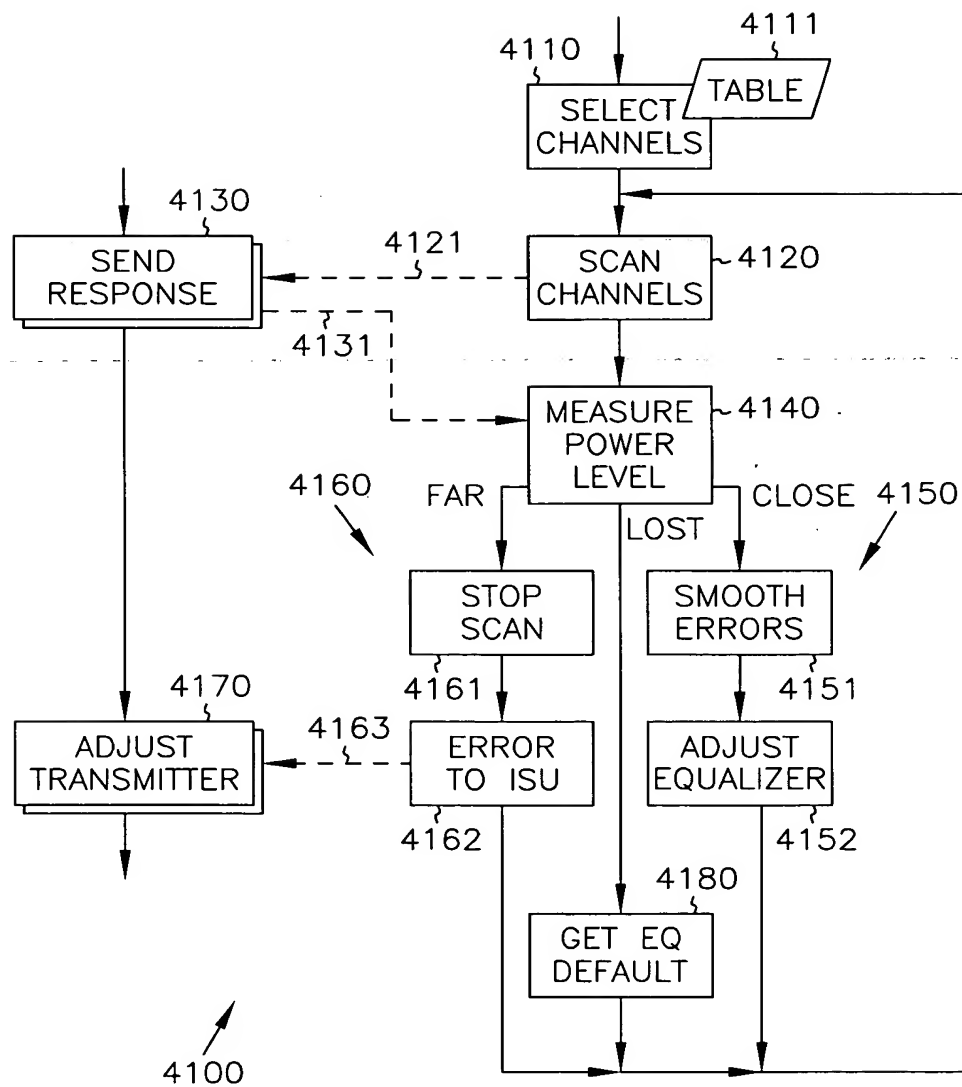 4111
4110
TABLE
SELECT
CHANNELS
4130
4121
SEND
RESPONSE
SCAN
CHANNELS
4120
4131
MEASURE
POWER
LEVEL
4140
4160
FAR
LOST
CLOSE
4150
STOP
SCAN
SMOOTH
ERRORS
4161
4151
4170
4163
ADJUST
TRANSMITTER
ERROR
TO ISU
ADJUST
EQUALIZER
4162
4152
4180
GET EQ
DEFAULT
4100